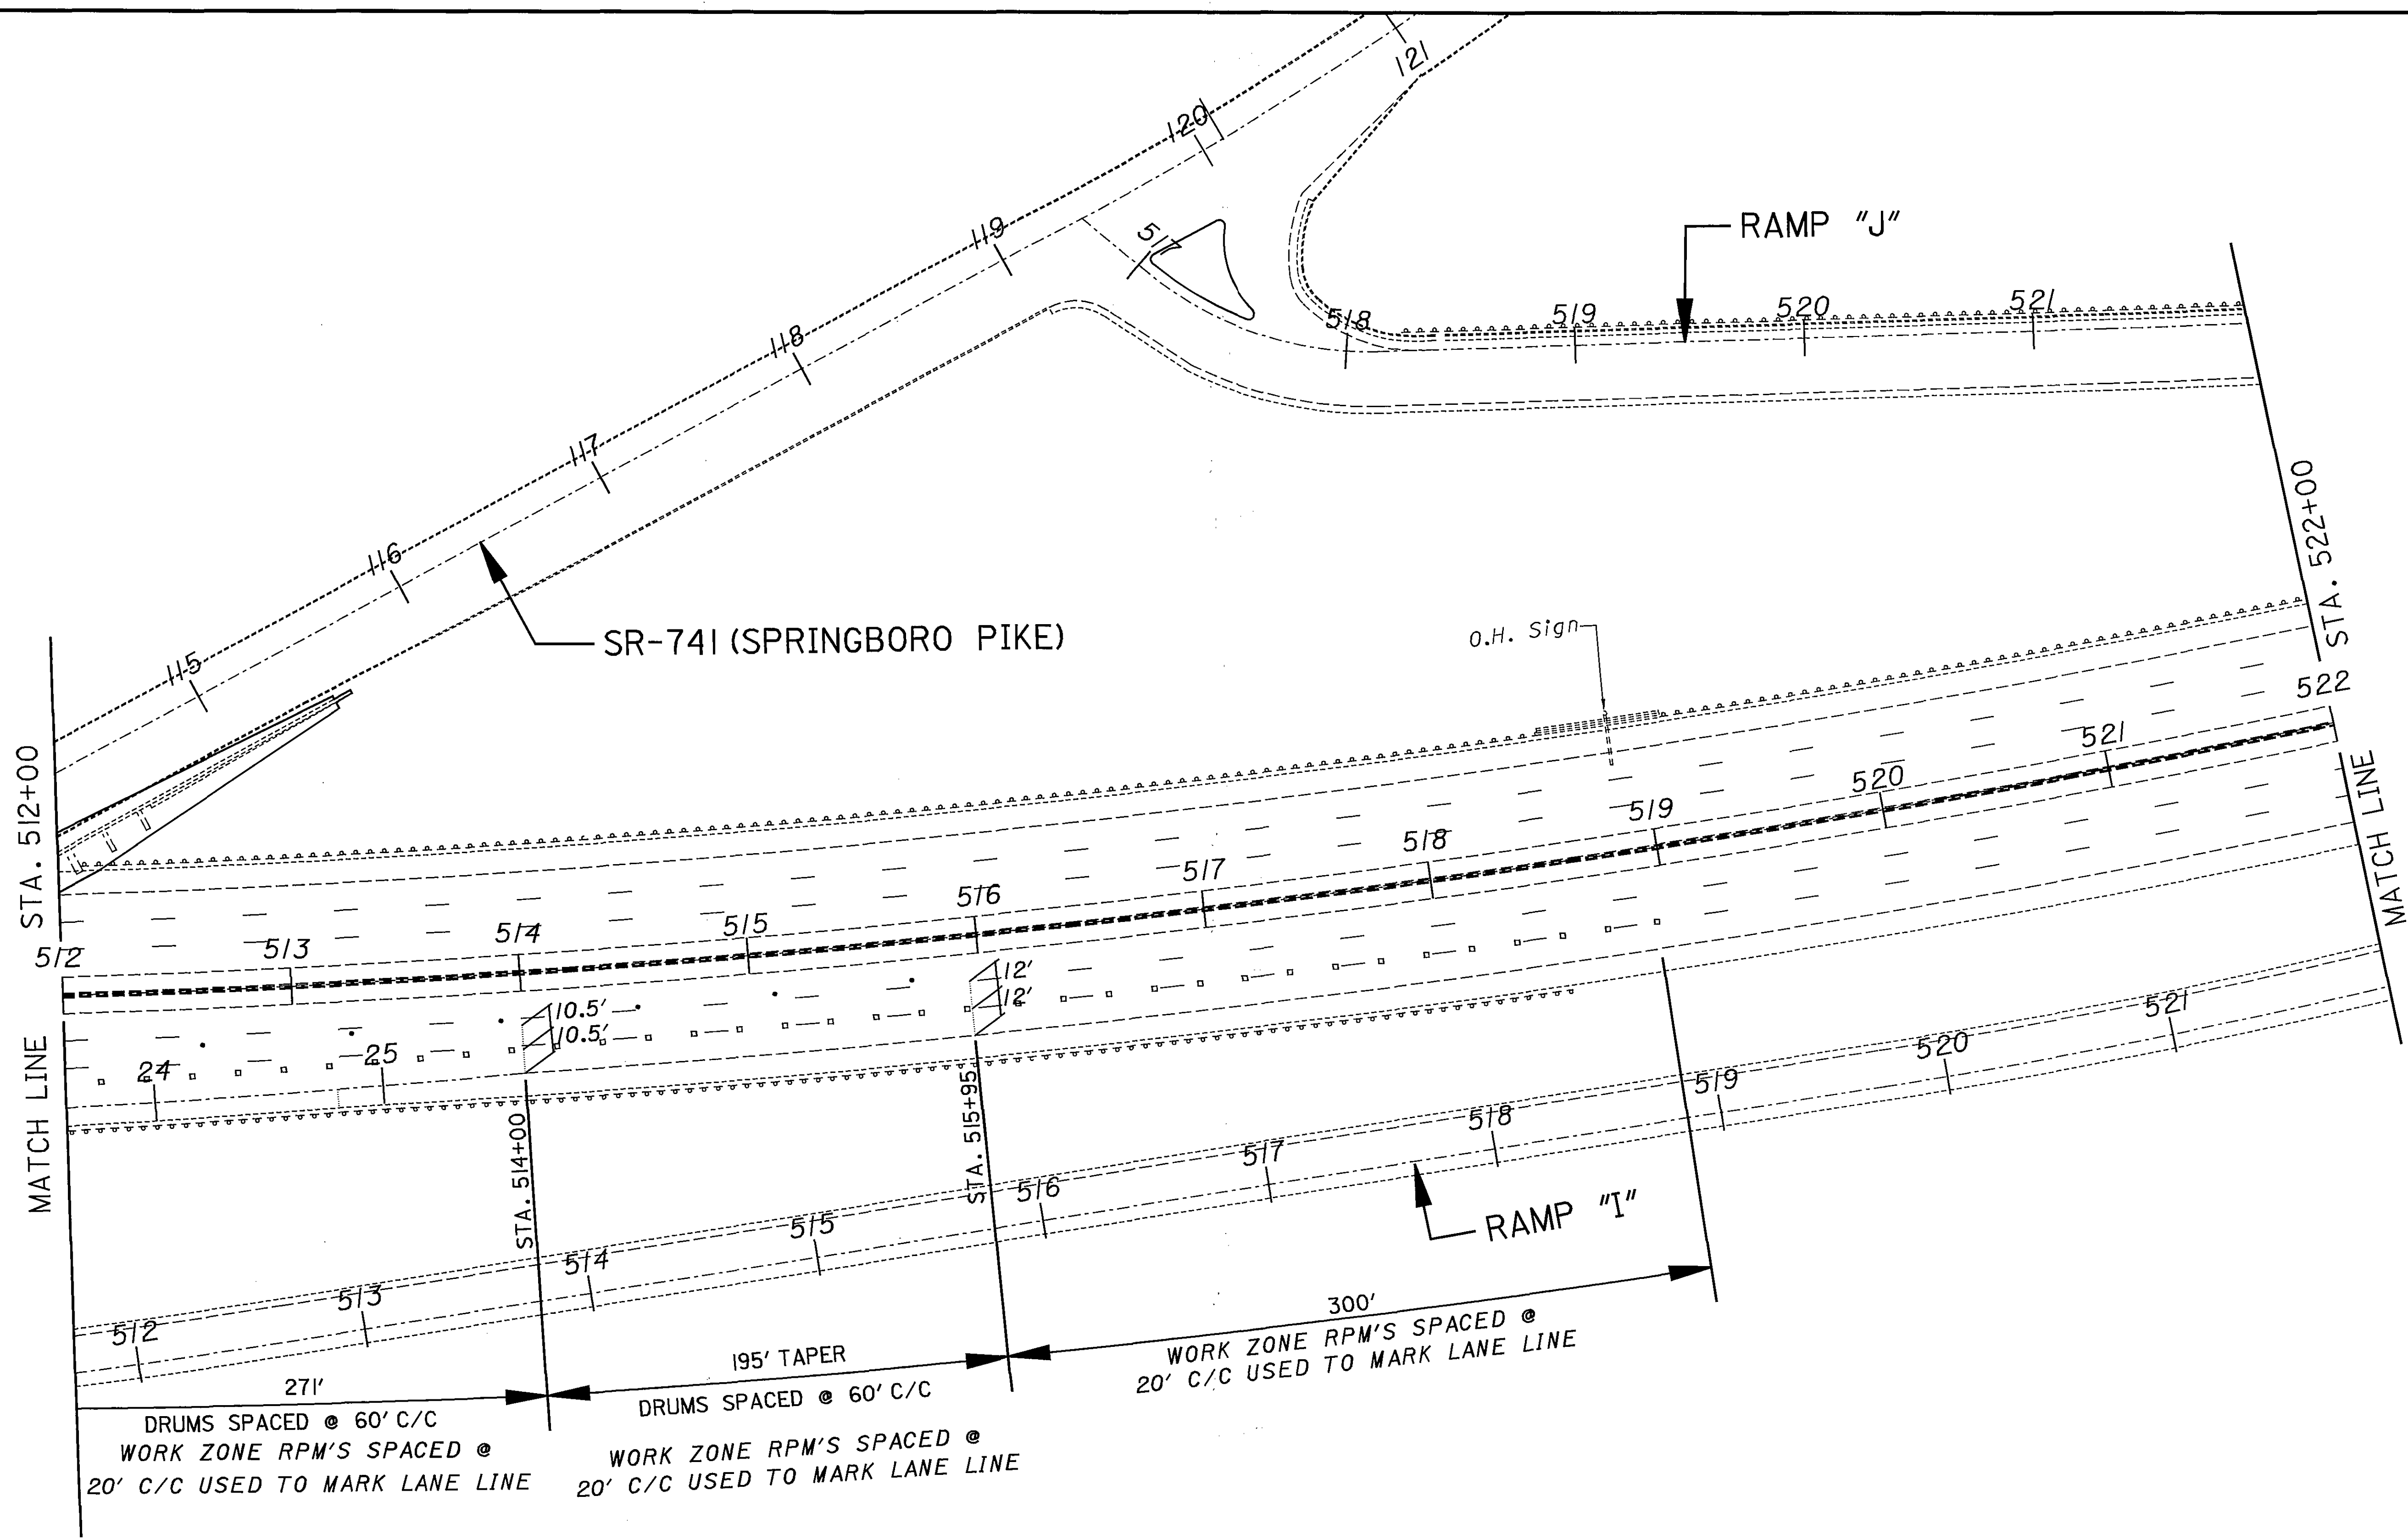 121
120
119
118
117
116
115
517
RAMP "J"
518
519
520
521
SR-741 (SPRINGBORO PIKE)
O.H. Sign
STA. 522+00
MATCH LINE
STA. 512+00
MATCH LINE
512
513
514
515
516
517
518
519
520
521
522
12'
12'
10.5'
10.5'
24
25
STA. 514+00
STA. 515+95
512
513
514
515
516
517
518
519
520
521
RAMP "I"
271'
DRUMS SPACED @ 60' C/C
WORK ZONE RPM'S SPACED @
20' C/C USED TO MARK LANE LINE
195' TAPER
DRUMS SPACED @ 60' C/C
WORK ZONE RPM'S SPACED @
20' C/C USED TO MARK LANE LINE
300'
WORK ZONE RPM'S SPACED @
20' C/C USED TO MARK LANE LINE